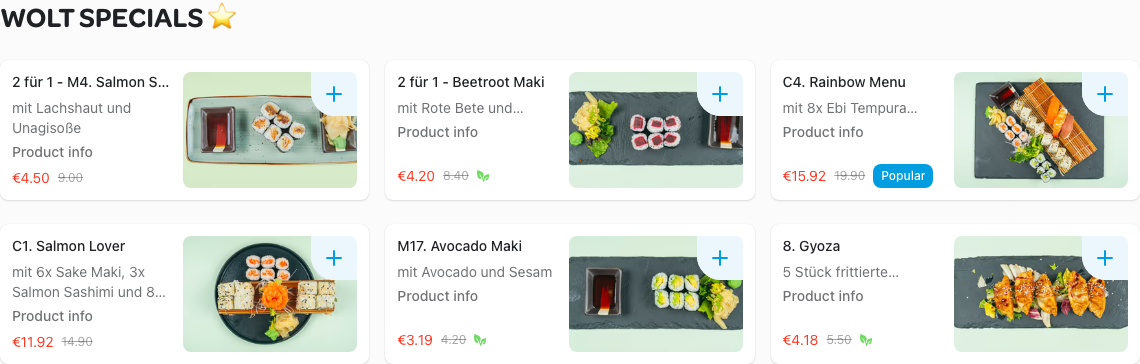 WOLT SPECIALS ⭐
2 für 1 - M4. Salmon S...
mit Lachshaut und
Unagisoße
Product info
€4.50 9.00
2 für 1 - Beetroot Maki
mit Rote Bete und...
Product info
€4.20 8.40
C4. Rainbow Menu
mit 8x Ebi Tempura...
Product info
€15.92 19.90 Popular
C1. Salmon Lover
mit 6x Sake Maki, 3x
Salmon Sashimi und 8...
Product info
€11.92 14.90
M17. Avocado Maki
mit Avocado und Sesam
Product info
€3.19 4.20
8. Gyoza
5 Stück frittierte...
Product info
€4.18 5.50